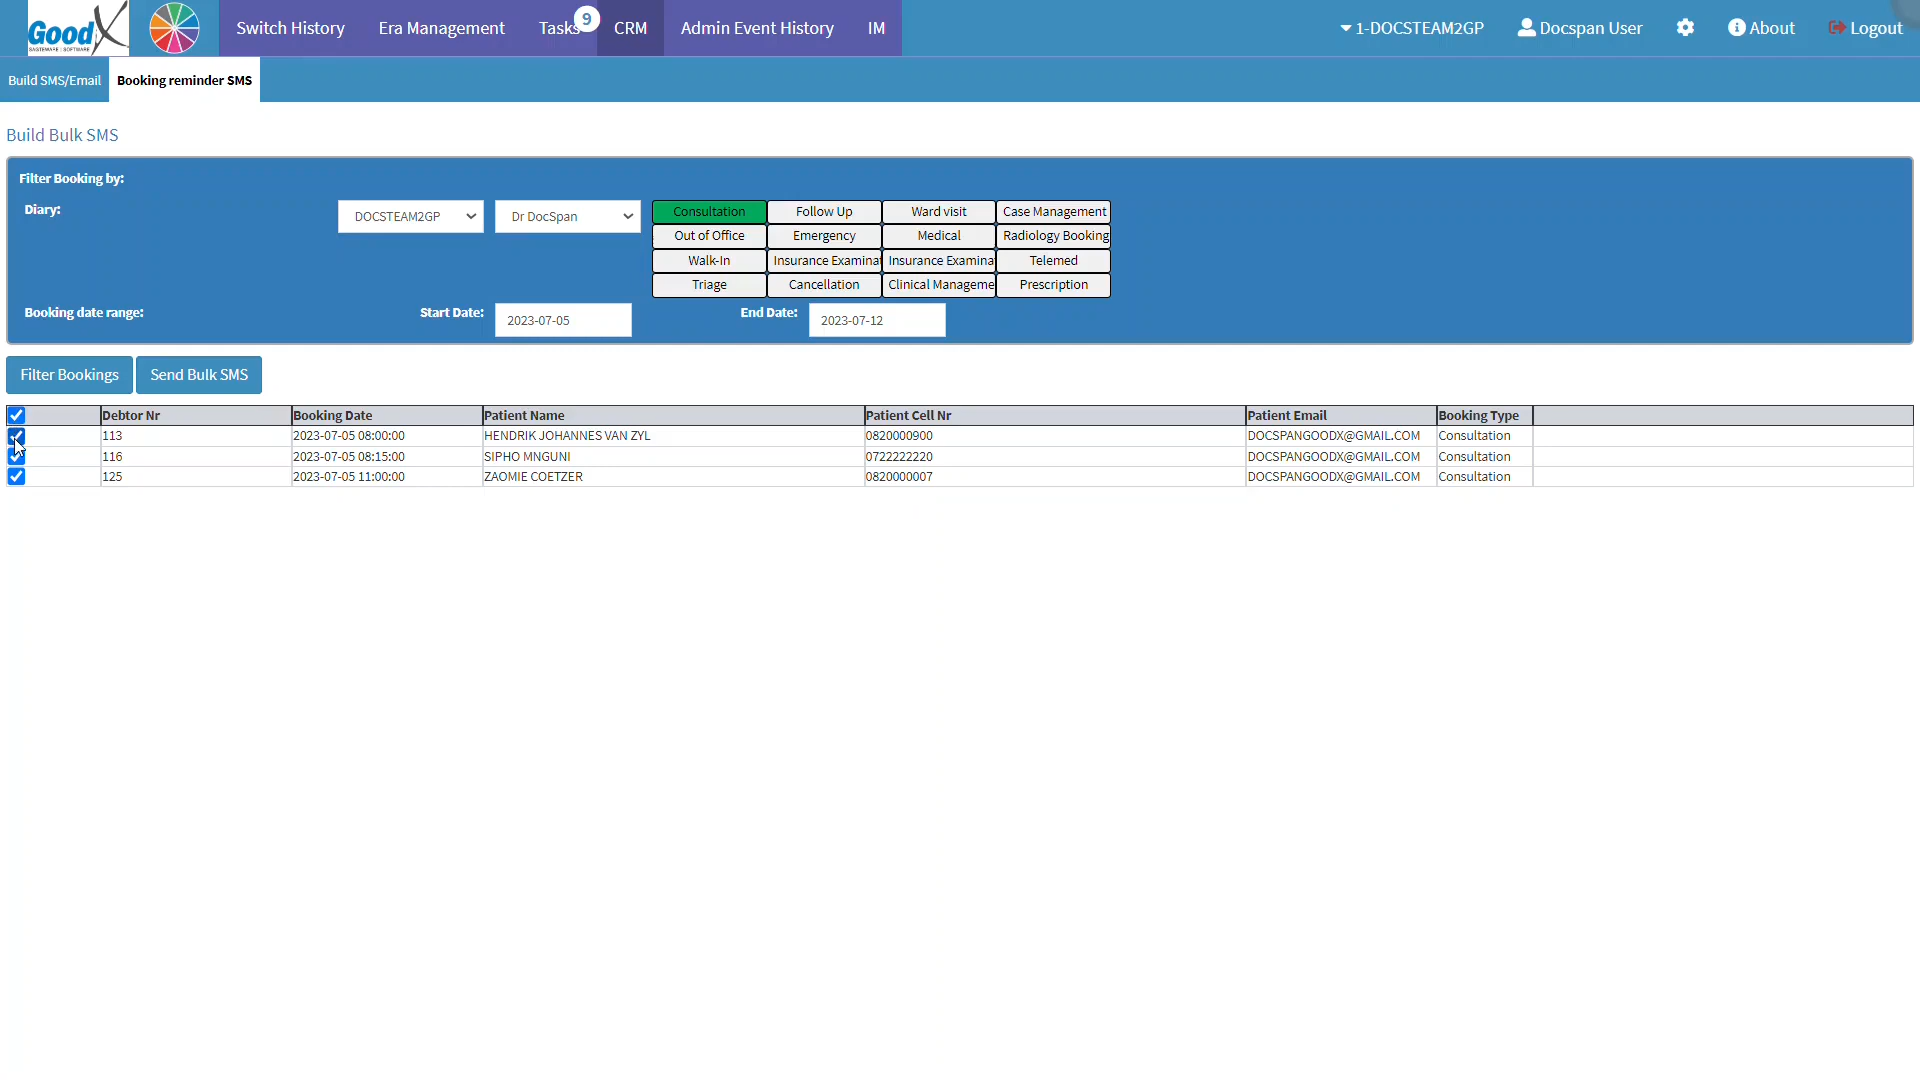 GoodX
SAGTEWARE | SOFTWARE
Switch History
Era Management
Tasks
9
CRM
Admin Event History
IM
1-DOCSTEAM2GP
Docspan User
About
Logout
Build SMS/Email
Booking reminder SMS
Build Bulk SMS
Filter Booking by:
Diary:
DOCSTEAM2GP
Dr DocSpan
Consultation Follow Up Ward visit Case Management
Out of Office Emergency Medical Radiology Booking
Walk-In Insurance Examinat Insurance Examina Telemed
Triage Cancellation Clinical Manageme Prescription
Booking date range:
Start Date:
2023-07-05
End Date:
2023-07-12
Filter Bookings
Send Bulk SMS
Debtor Nr Booking Date Patient Name Patient Cell Nr Patient Email Booking Type
113 2023-07-05 08:00:00 HENDRIK JOHANNES VAN ZYL 0820000900 DOCSPANGOODX@GMAIL.COM Consultation
116 2023-07-05 08:15:00 SIPHO MNGUNI 0722222220 DOCSPANGOODX@GMAIL.COM Consultation
125 2023-07-05 11:00:00 ZAOMIE COETZER 0820000007 DOCSPANGOODX@GMAIL.COM Consultation